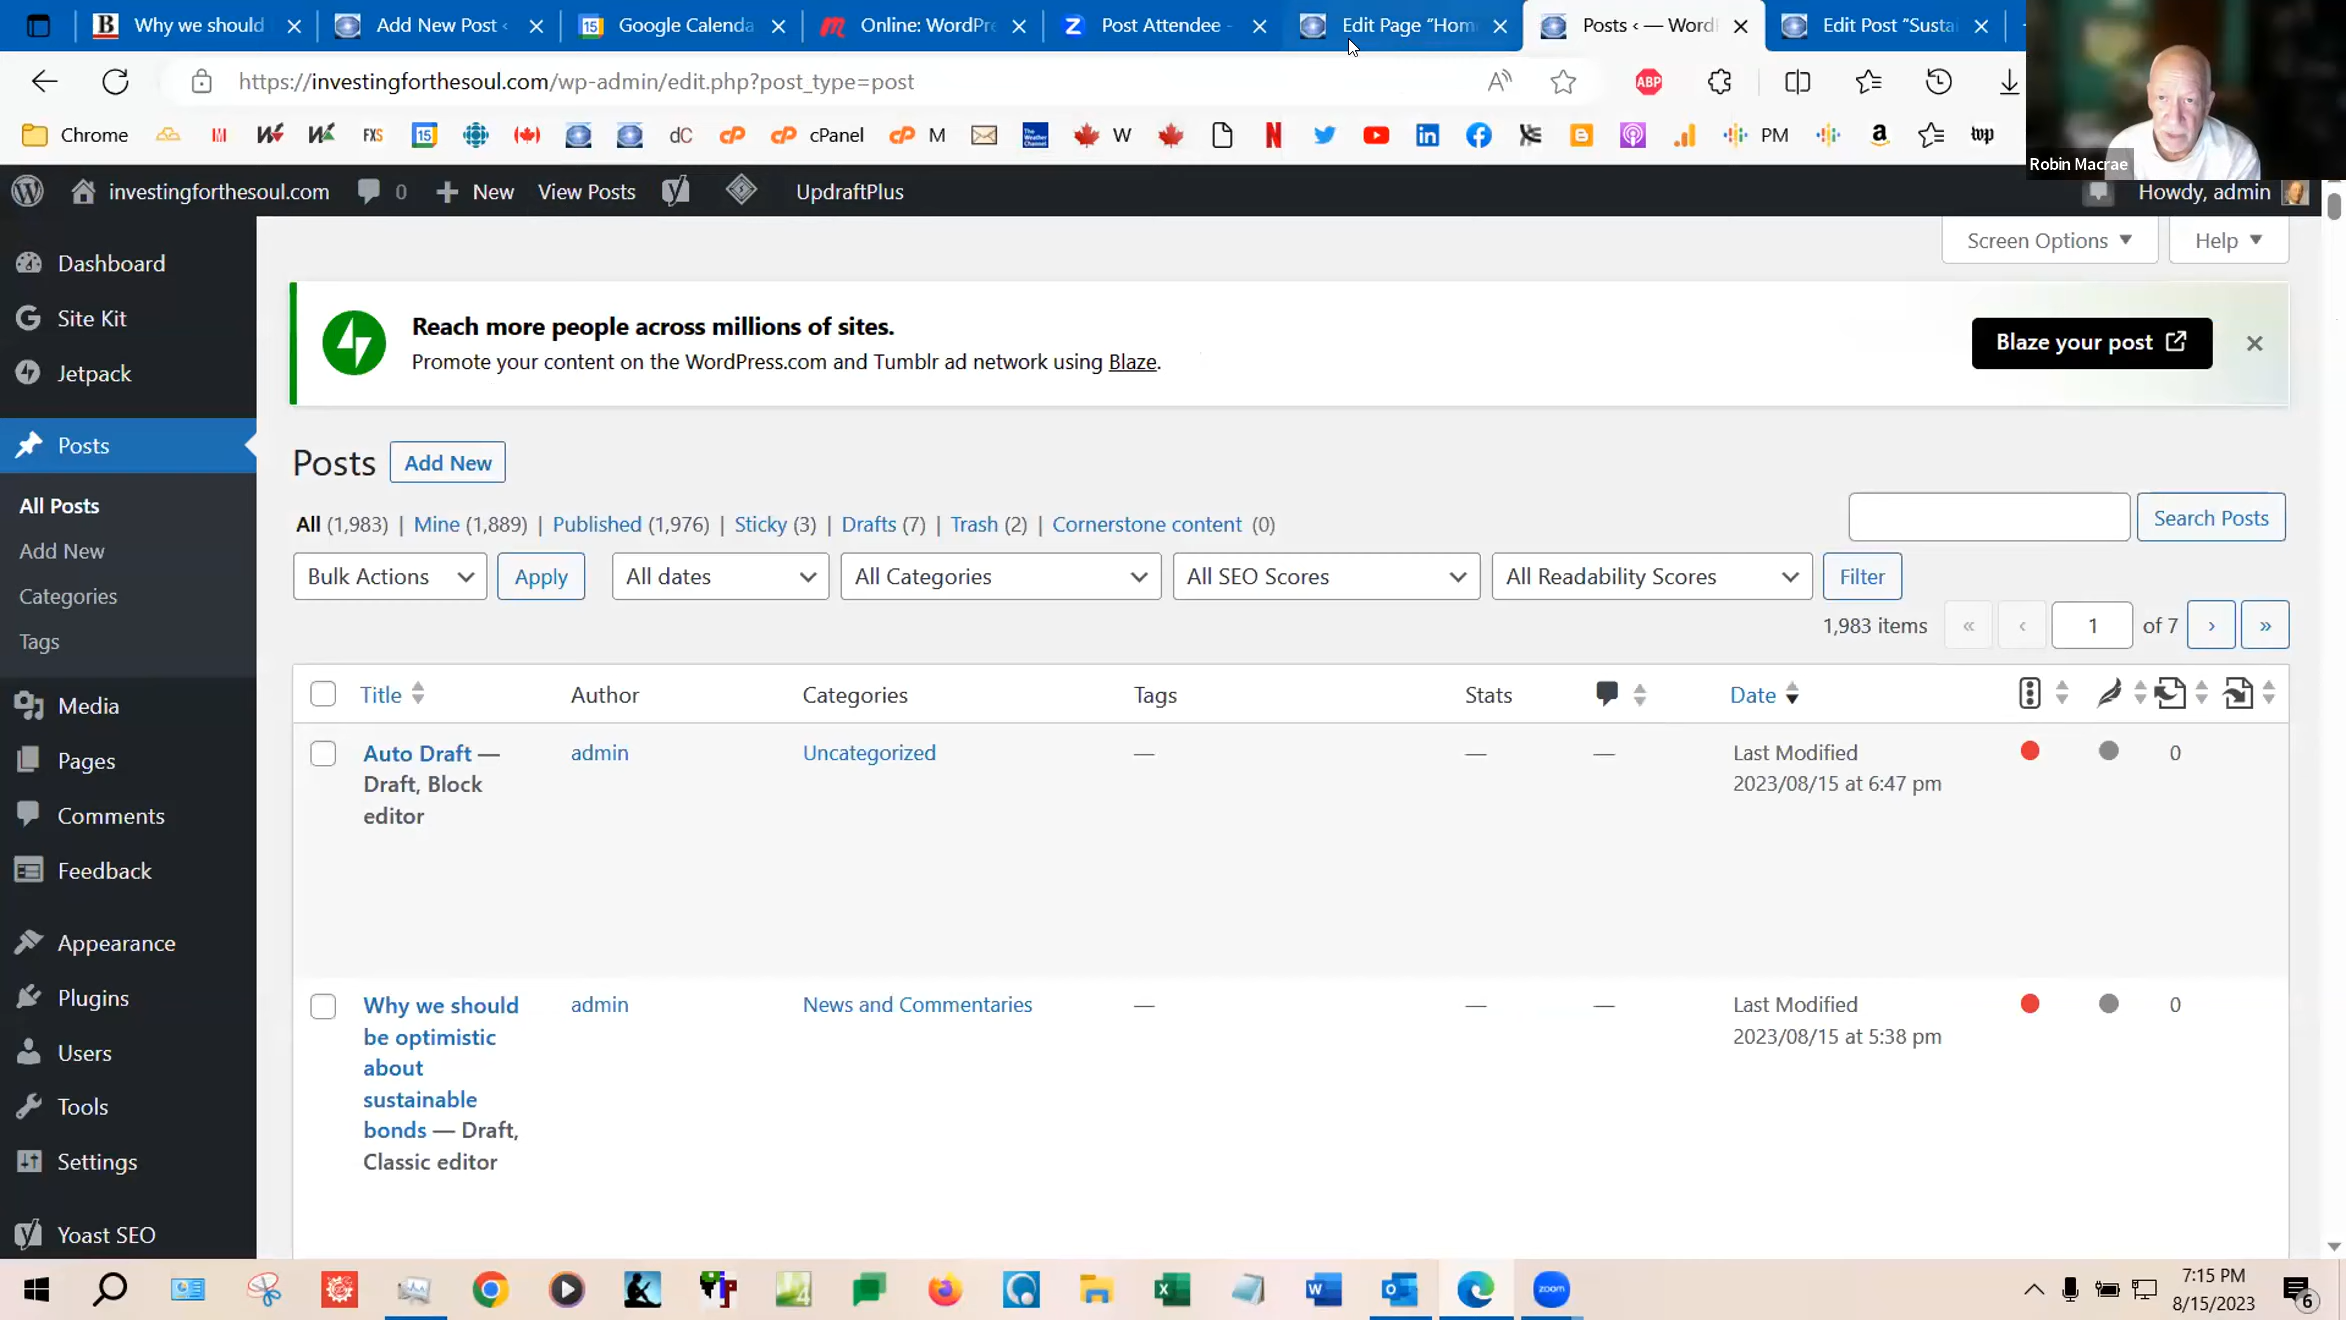 Why we should
Add New Post ‹
Google Calenda
Online: WordPre
Post Attendee -
Edit Page “Hom
Posts ‹ — Word
Edit Post “Susta
https://investingforthesoul.com/wp-admin/edit.php?post_type=post
ABP
Chrome
FXS
15
dC
cPanel
M
W
PM
wp
Robin Macrae
investingforthesoul.com
0
New
View Posts
UpdraftPlus
Howdy, admin
Screen Options
Help
Dashboard
Site Kit
Jetpack
Posts
All Posts
Add New
Categories
Tags
Media
Pages
Comments
Feedback
Appearance
Plugins
Users
Tools
Settings
Yoast SEO
Reach more people across millions of sites.
Promote your content on the WordPress.com and Tumblr ad network using Blaze.
Blaze your post
Posts Add New
All (1,983) | Mine (1,889) | Published (1,976) | Sticky (3) | Drafts (7) | Trash (2) | Cornerstone content (0)
Search Posts
Bulk Actions Apply All dates All Categories All SEO Scores All Readability Scores Filter
1,983 items « ‹ 1 of 7 › »
Title Author Categories Tags Stats Date
Auto Draft — admin Uncategorized — — — Last Modified 0
Draft, Block 2023/08/15 at 6:47 pm
editor
Why we should admin News and Commentaries — — — Last Modified 0
be optimistic 2023/08/15 at 5:38 pm
about
sustainable
bonds — Draft,
Classic editor
zoom
7:15 PM
8/15/2023
6